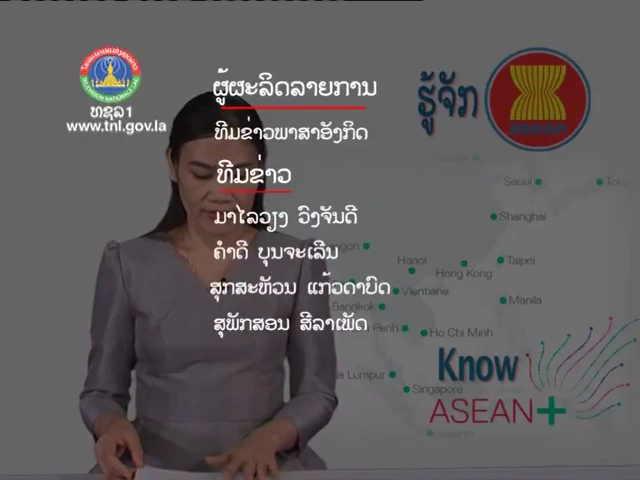 ທຊລ1
www.tnl.gov.la
ຜູ້ຜະລິດລາຍການ
ທີມຂ່າວພາສາອັງກິດ
ທີມຂ່າວ
ມາໄລວຽງ ວົງຈັນດີ
ຄຳດີ ບຸນຈະເລີນ
ສຸກສະທັວນ ແກ້ວດາບົດ
ສຸພັກສອນ ສີລາເພັດ
ຮູ້ຈັກ
Seoul
Shanghai
Taipei
Hanoi
Hong Kong
Vientiane
Manila
Bangkok
Penh
Ho Chi Minh
Lumpur
Singapore
Know
ASEAN+